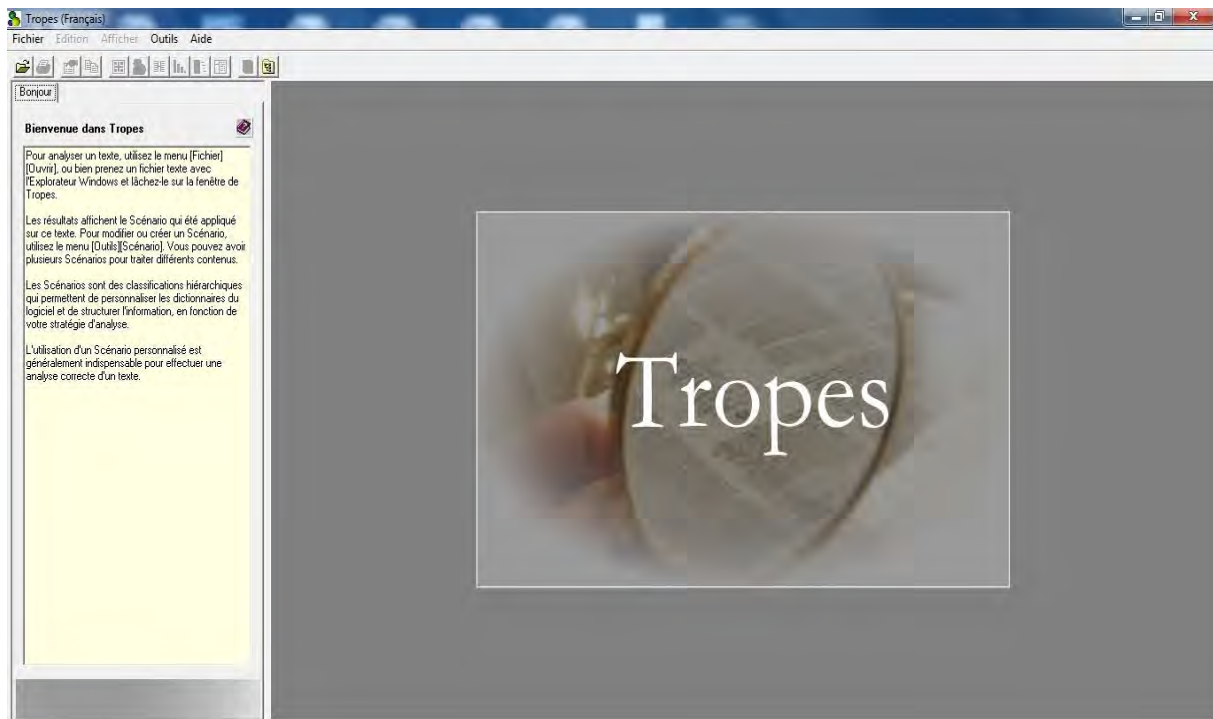 Tropes (Français)
Fichier Edition Afficher Outils Aide
Bonjour
Bienvenue dans Tropes
Pour analyser un texte, utilisez le menu [Fichier]
[Ouvrir], ou bien prenez un fichier texte avec
l'Explorateur Windows et lâchez-le sur la fenêtre de
Tropes.
Les résultats affichent le Scénario qui été appliqué
sur ce texte. Pour modifier ou créer un Scénario,
utilisez le menu [Outils][Scénario]. Vous pouvez avoir
plusieurs Scénarios pour traiter différents contenus.
Les Scénarios sont des classifications hiérarchiques
qui permettent de personnaliser les dictionnaires du
logiciel et de structurer l'information, en fonction de
votre stratégie d'analyse.
L'utilisation d'un Scénario personnalisé est
généralement indispensable pour effectuer une
analyse correcte d'un texte.
Tropes